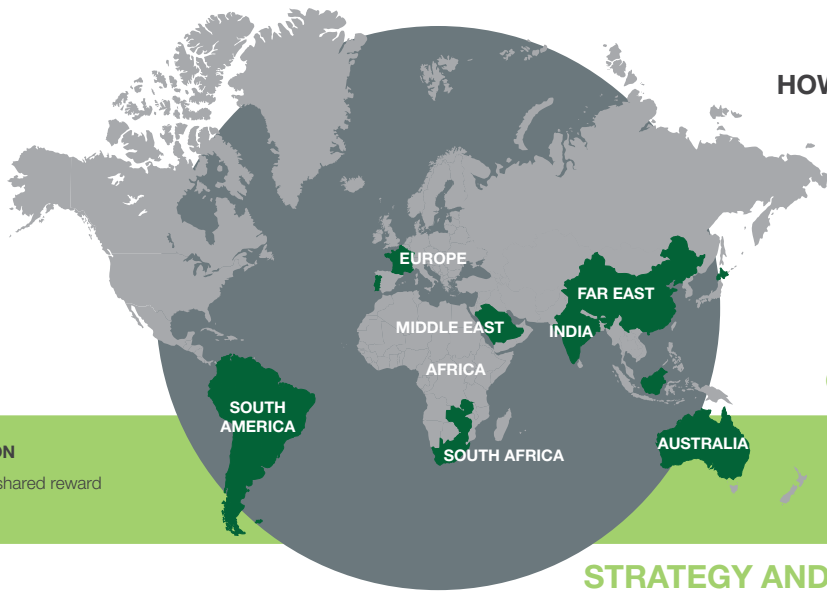 HOW
EUROPE
FAR EAST
MIDDLE EAST
INDIA
AFRICA
SOUTH
AMERICA
AUSTRALIA
SOUTH AFRICA
ON
shared reward
STRATEGY AND